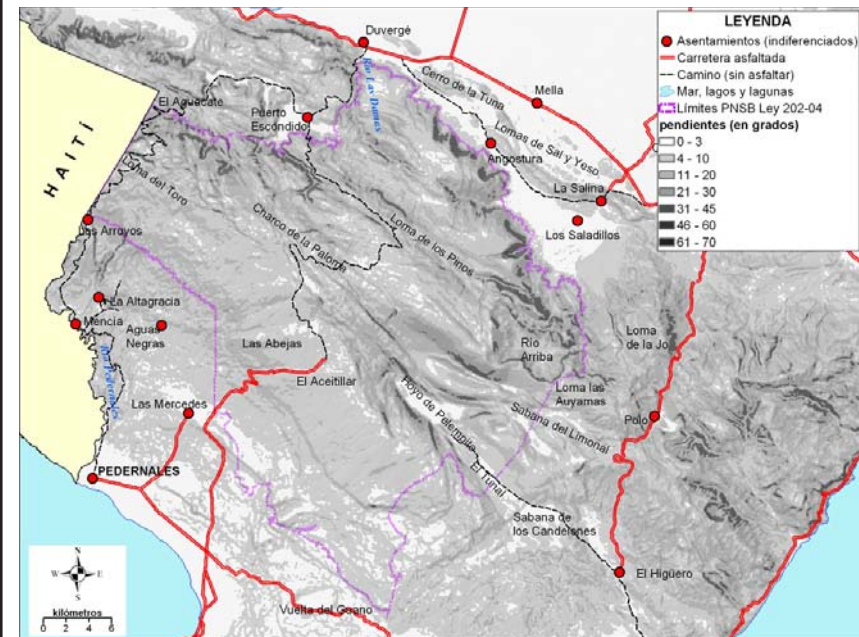 LEYENDA
Asentamientos (indiferenciados)
Carretera asfaltada
Camino (sin asfaltar)
Mar, lagos y lagunas
Límites PNSB Ley 202-04
pendientes (en grados)
0 - 3
4 - 10
11 - 20
21 - 30
31 - 45
46 - 60
61 - 70
Duvergé
Río Las Damas
Cerro de la Tuna
Mella
El Aguacate
Puerto
Escondido
Lomas de Sal y Yeso
Angostura
HAITÍ
Loma del Toro
La Salina
Los Saladillos
Los Arroyos
Charco de la Paloma
Loma de los Pinos
La Altagracia
Mencía
Aguas
Negras
Río Pedernales
Las Abejas
Río
Arriba
Loma
de la Jo
El Aceitillar
Loma las
Auyamas
Las Mercedes
Hoyo de Pelempito
Sabana del Limonal
Polo
PEDERNALES
El Tunal
Sabana de
los Candelones
El Higüero
Vuelta del Guano
N
W
E
S
kilómetros
0 2 4 6